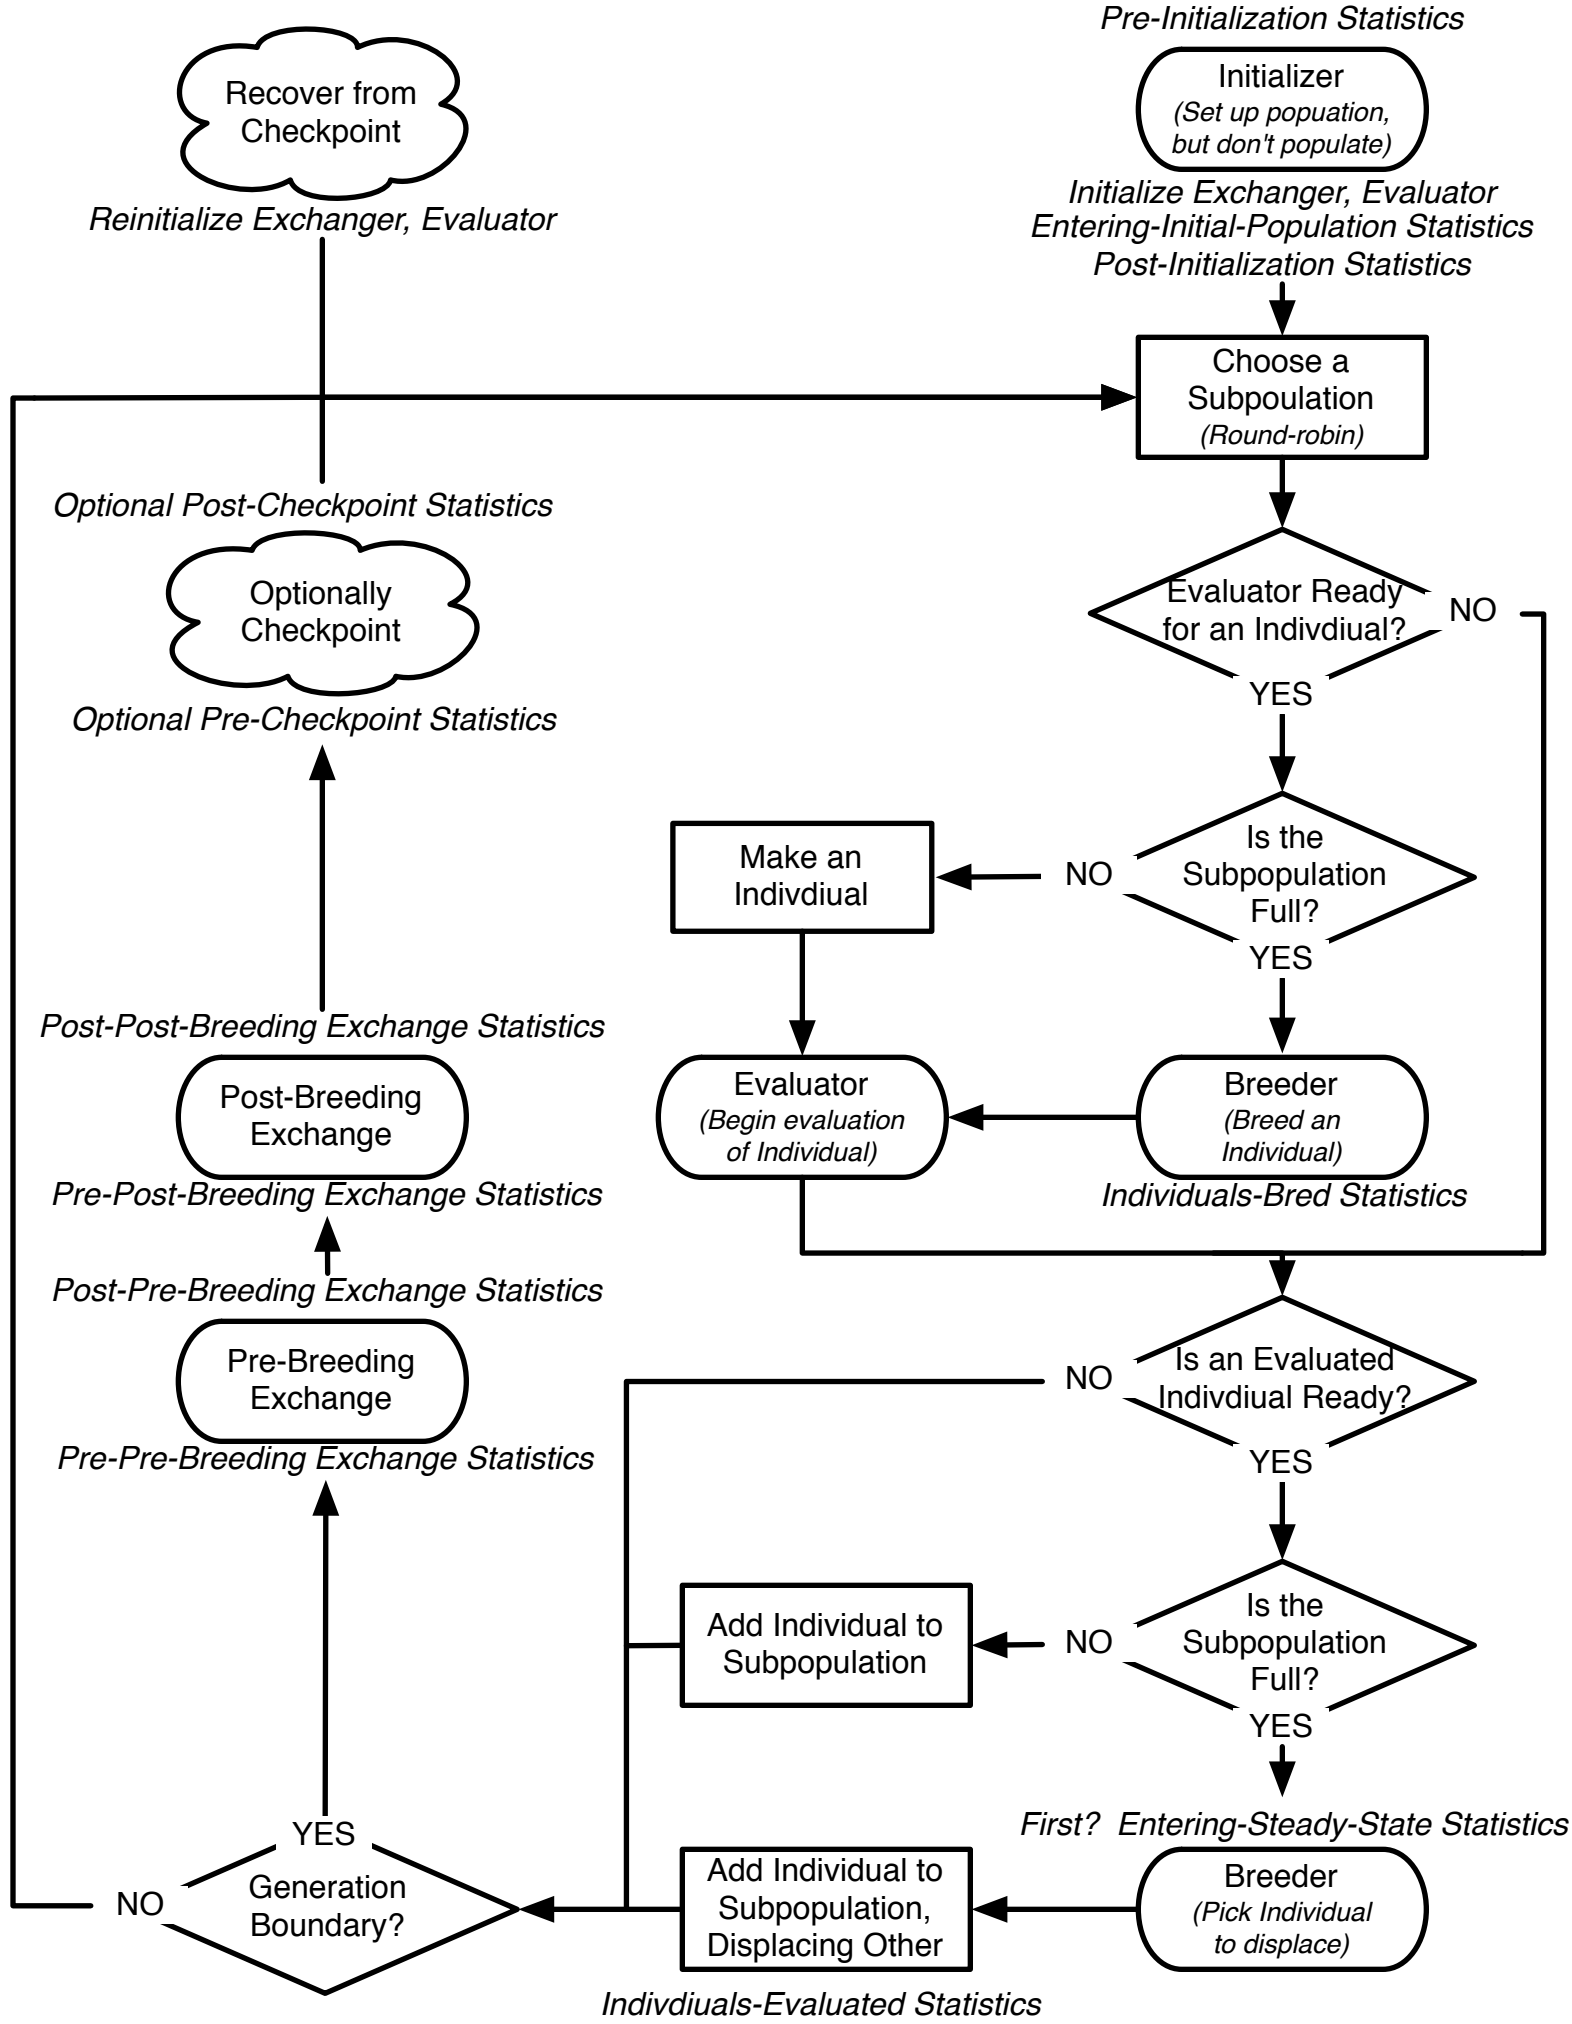 Pre-Initialization Statistics
Initializer
(Set up popuation,
but don't populate)
Initialize Exchanger, Evaluator
Entering-Initial-Population Statistics
Post-Initialization Statistics
Recover from
Checkpoint
Reinitialize Exchanger, Evaluator
Choose a
Subpoulation
(Round-robin)
Optional Post-Checkpoint Statistics
Optionally
Checkpoint
Optional Pre-Checkpoint Statistics
Evaluator Ready
for an Indivdiual?
NO
YES
Is the
Subpopulation
Full?
NO
YES
Make an
Indivdiual
Evaluator
(Begin evaluation
of Individual)
Breeder
(Breed an
Individual)
Individuals-Bred Statistics
Post-Post-Breeding Exchange Statistics
Post-Breeding
Exchange
Pre-Post-Breeding Exchange Statistics
Post-Pre-Breeding Exchange Statistics
Pre-Breeding
Exchange
Pre-Pre-Breeding Exchange Statistics
Is an Evaluated
Indivdiual Ready?
NO
YES
Is the
Subpopulation
Full?
NO
YES
Add Individual to
Subpopulation
First? Entering-Steady-State Statistics
Breeder
(Pick Individual
to displace)
Add Individual to
Subpopulation,
Displacing Other
Indivdiuals-Evaluated Statistics
YES
Generation
Boundary?
NO